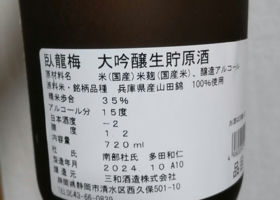 臥龍梅　大吟醸生貯原酒
原材料名　米(国産)米麹(国産米)、醸造アルコール
原料米・銘柄品種　兵庫県産山田錦　100%使用
精米歩合　35%
アルコール分　15度
日本酒度　-2
酸度　1.2
内容量　720ml
杜氏　南部杜氏　多田和仁
製造年月　2024 10 A10
醸造元　三和酒造株式会社
静岡県静岡市清水区西久保501-10
TEL0543-66-0839